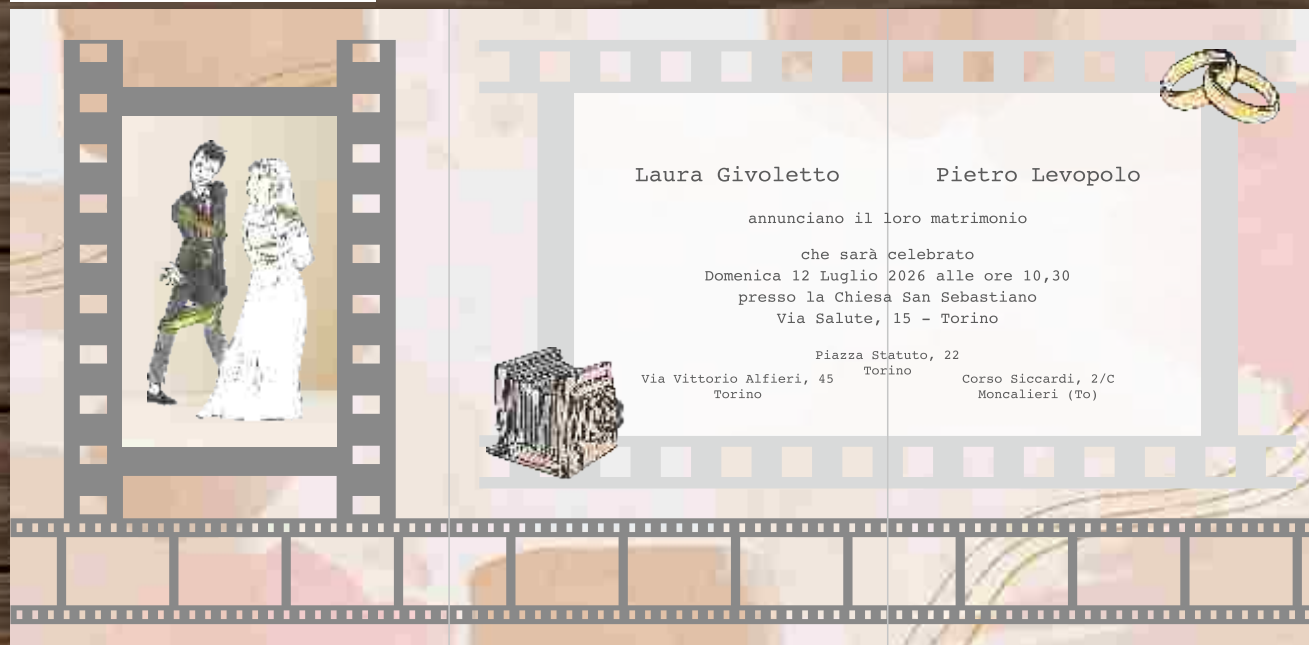 Laura Givoletto
Pietro Levopolo
annunciano il loro matrimonio
che sarà celebrato
Domenica 12 Luglio 2026 alle ore 10,30
presso la Chiesa San Sebastiano
Via Salute, 15 - Torino
Piazza Statuto, 22
Torino
Via Vittorio Alfieri, 45
Torino
Corso Siccardi, 2/C
Moncalieri (To)